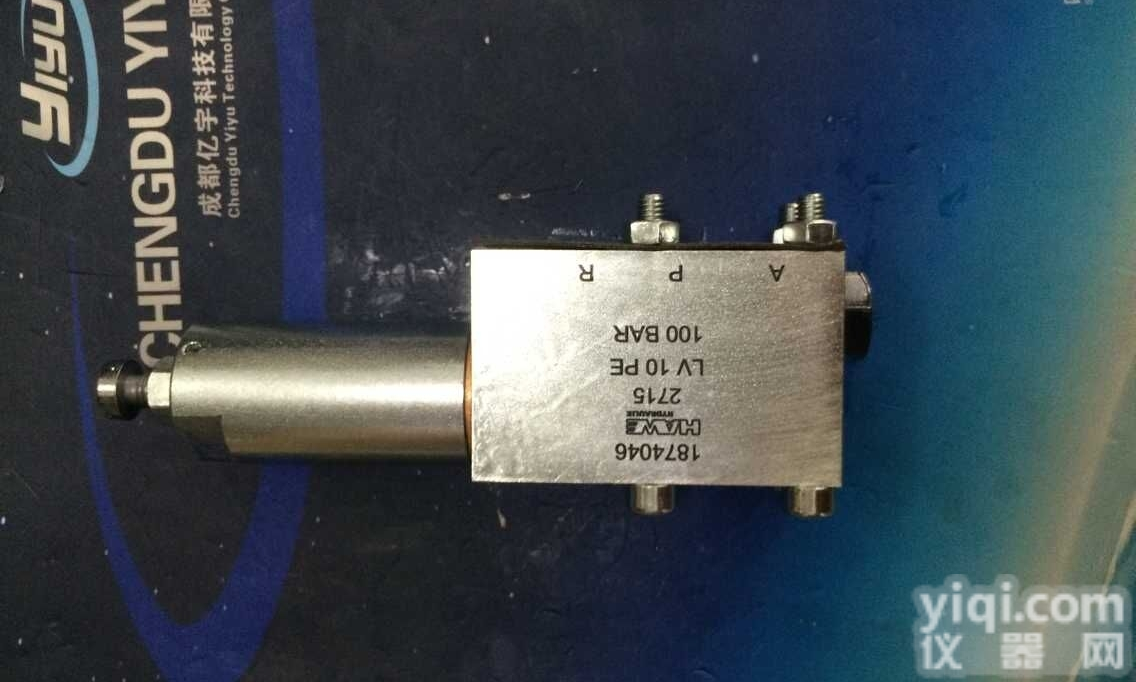 Yiyu
CHENGDU YIY
成都亿宇科技有限
Chengdu Yiyu Technology
1874046
HAWE
HYDRAULIK
2715
LV 10 PE
100 BAR
A P R
yiqi.com
仪器网